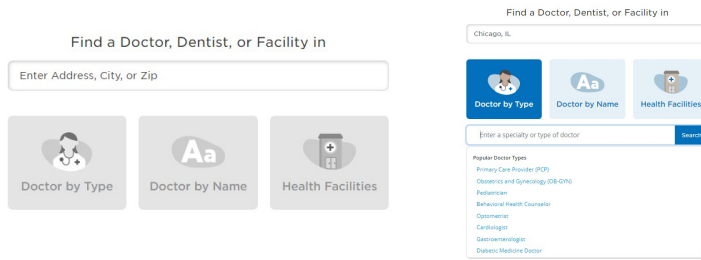 Find a Doctor, Dentist, or Facility in
Enter Address, City, or Zip
Aa
Doctor by Type Doctor by Name Health Facilities
Find a Doctor, Dentist, or Facility in
Chicago, IL
Aa
Doctor by Type Doctor by Name Health Facilities
Enter a specialty or type of doctor Search
Popular Doctor Types
Primary Care Provider (PCP)
Obstetrics and Gynecology (OB-GYN)
Pediatrician
Behavioral Health Counselor
Optometrist
Cardiologist
Gastroenterologist
Diabetic Medicine Doctor